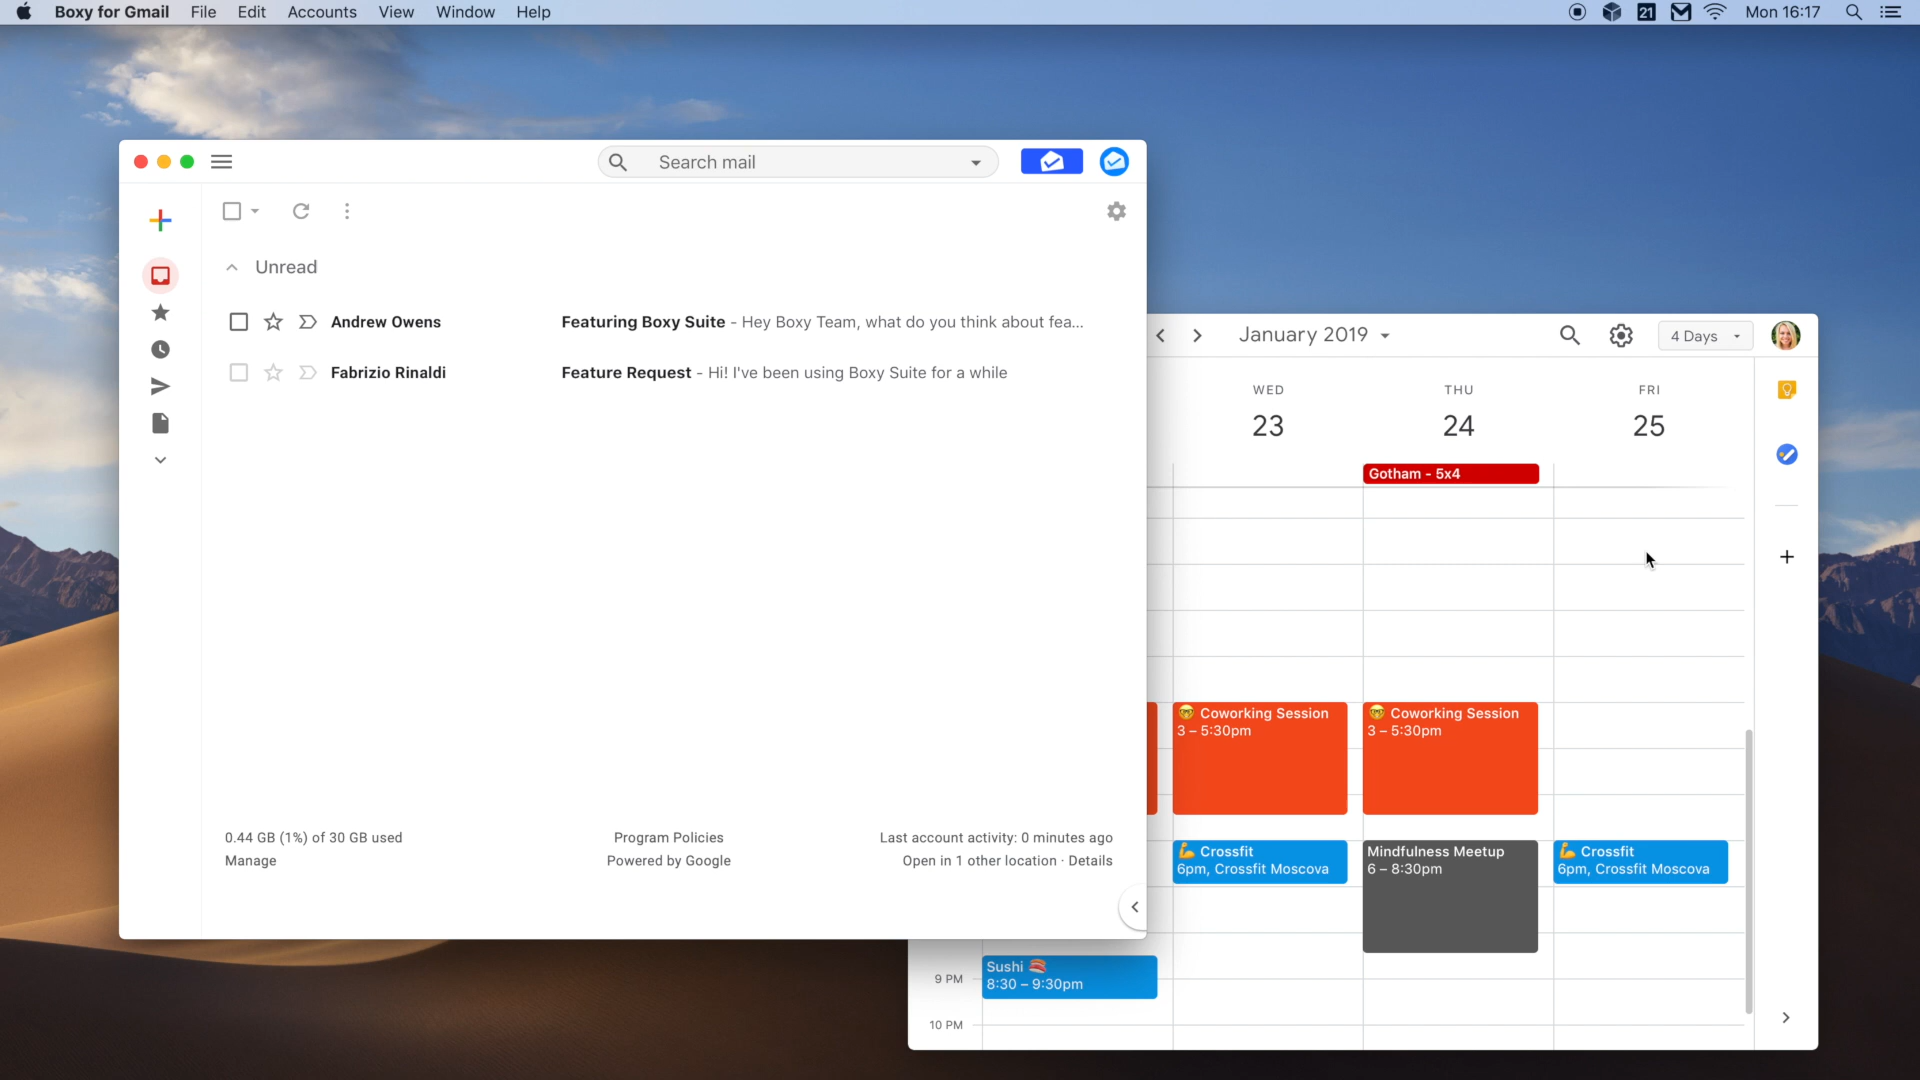 Boxy for Gmail File Edit Accounts View Window Help
21 Mon 16:17
Search mail
Unread
Andrew Owens Featuring Boxy Suite - Hey Boxy Team, what do you think about fea...
Fabrizio Rinaldi Feature Request - Hi! I've been using Boxy Suite for a while
0.44 GB (1%) of 30 GB used
Manage
Program Policies
Powered by Google
Last account activity: 0 minutes ago
Open in 1 other location · Details
January 2019
4 Days
WED THU FRI
23 24 25
Gotham - 5x4
🤓 Coworking Session
3 – 5:30pm
🤓 Coworking Session
3 – 5:30pm
💪 Crossfit
6pm, Crossfit Moscova
Mindfulness Meetup
6 – 8:30pm
💪 Crossfit
6pm, Crossfit Moscova
9 PM
Sushi 🍣
8:30 – 9:30pm
10 PM